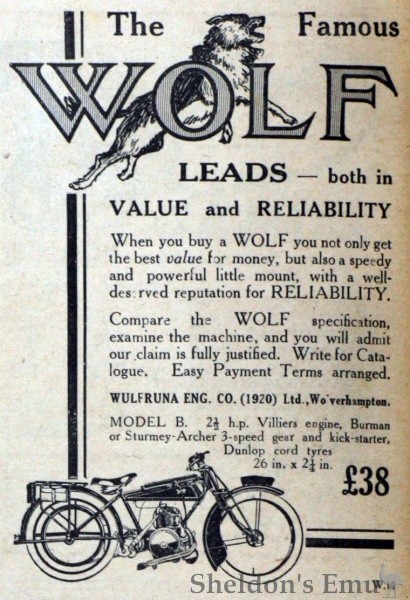 The Famous
WOLF
LEADS — both in
VALUE and RELIABILITY
When you buy a WOLF you not only get
the best value for money, but also a speedy
and powerful little mount, with a well-
deserved reputation for RELIABILITY.
Compare the WOLF specification,
examine the machine, and you will admit
our claim is fully justified. Write for Cata-
logue. Easy Payment Terms arranged.
WULFRUNA ENG. CO. (1920) Ltd., Wolverhampton.
MODEL B. 2½ h.p. Villiers engine, Burman
or Sturmey-Archer 3-speed gear and kick-starter.
Dunlop cord tyres
26 in. x 2¼ in.
£38
Sheldon's Emu